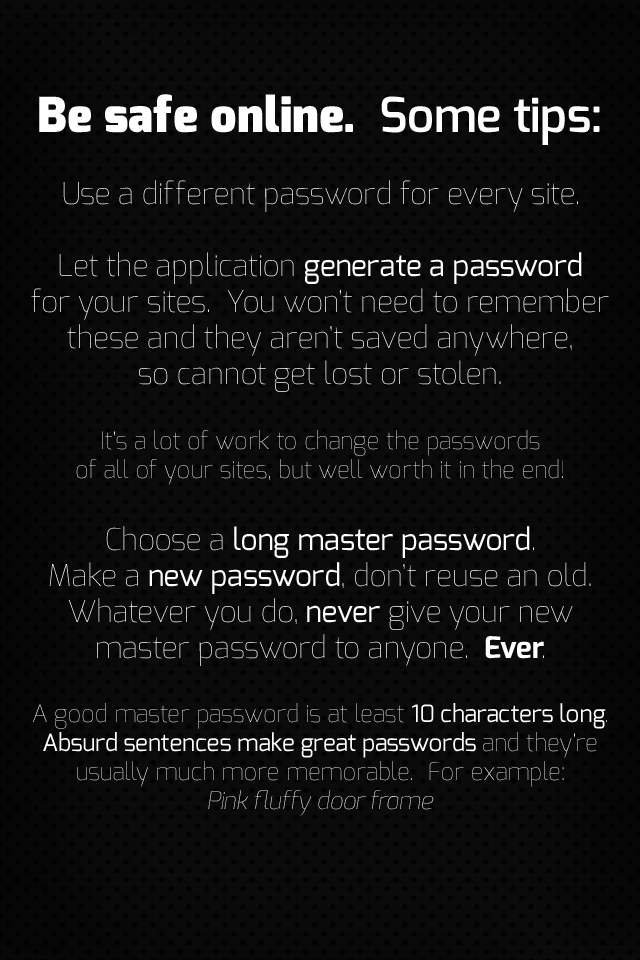 Be safe online.  Some tips:
Use a different password for every site.
Let the application generate a password
for your sites.  You won't need to remember
these and they aren't saved anywhere,
so cannot get lost or stolen.
It's a lot of work to change the passwords
of all of your sites, but well worth it in the end!
Choose a long master password.
Make a new password, don't reuse an old.
Whatever you do, never give your new
master password to anyone.  Ever.
A good master password is at least 10 characters long.
Absurd sentences make great passwords and they're
usually much more memorable.  For example:
Pink fluffy door frame